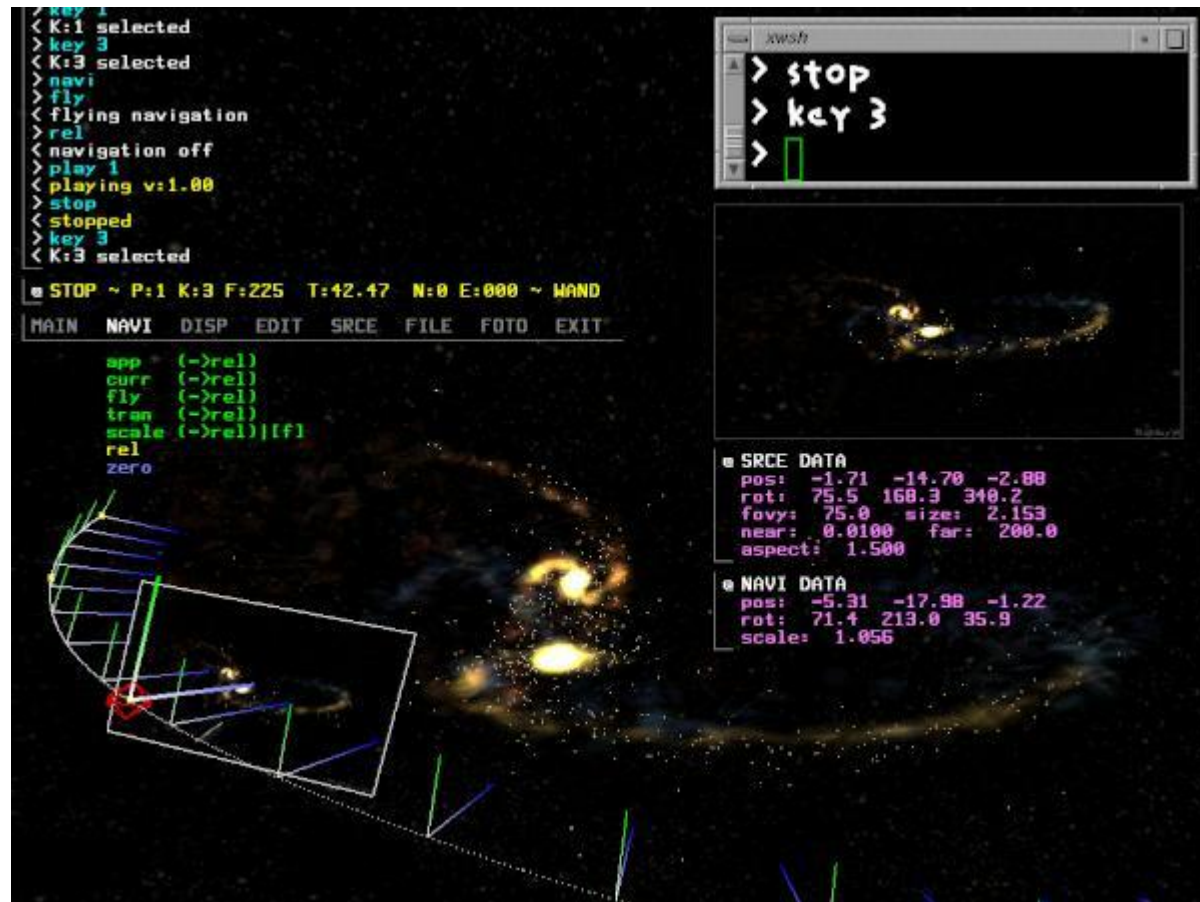 > key 1
< K:1 selected
> key 3
< K:3 selected
> navi
> fly
< flying navigation
> rel
< navigation off
> play 1
< playing v:1.00
> stop
< stopped
> key 3
< K:3 selected
STOP ~ P:1 K:3 F:225 T:42.47 N:0 E:000 ~ WAND
MAIN NAVI DISP EDIT SRCE FILE FOTO EXIT
app (->rel)
curr (->rel)
fly (->rel)
tran (->rel)
scale (->rel)|[f]
rel
zero
xwsh
> stop
> key 3
>
SRCE DATA
pos: -1.71 -14.70 -2.88
rot: 75.5 168.3 340.2
fovy: 75.0 size: 2.153
near: 0.0100 far: 200.0
aspect: 1.500
NAVI DATA
pos: -5.31 -17.98 -1.22
rot: 71.4 213.0 35.9
scale: 1.056